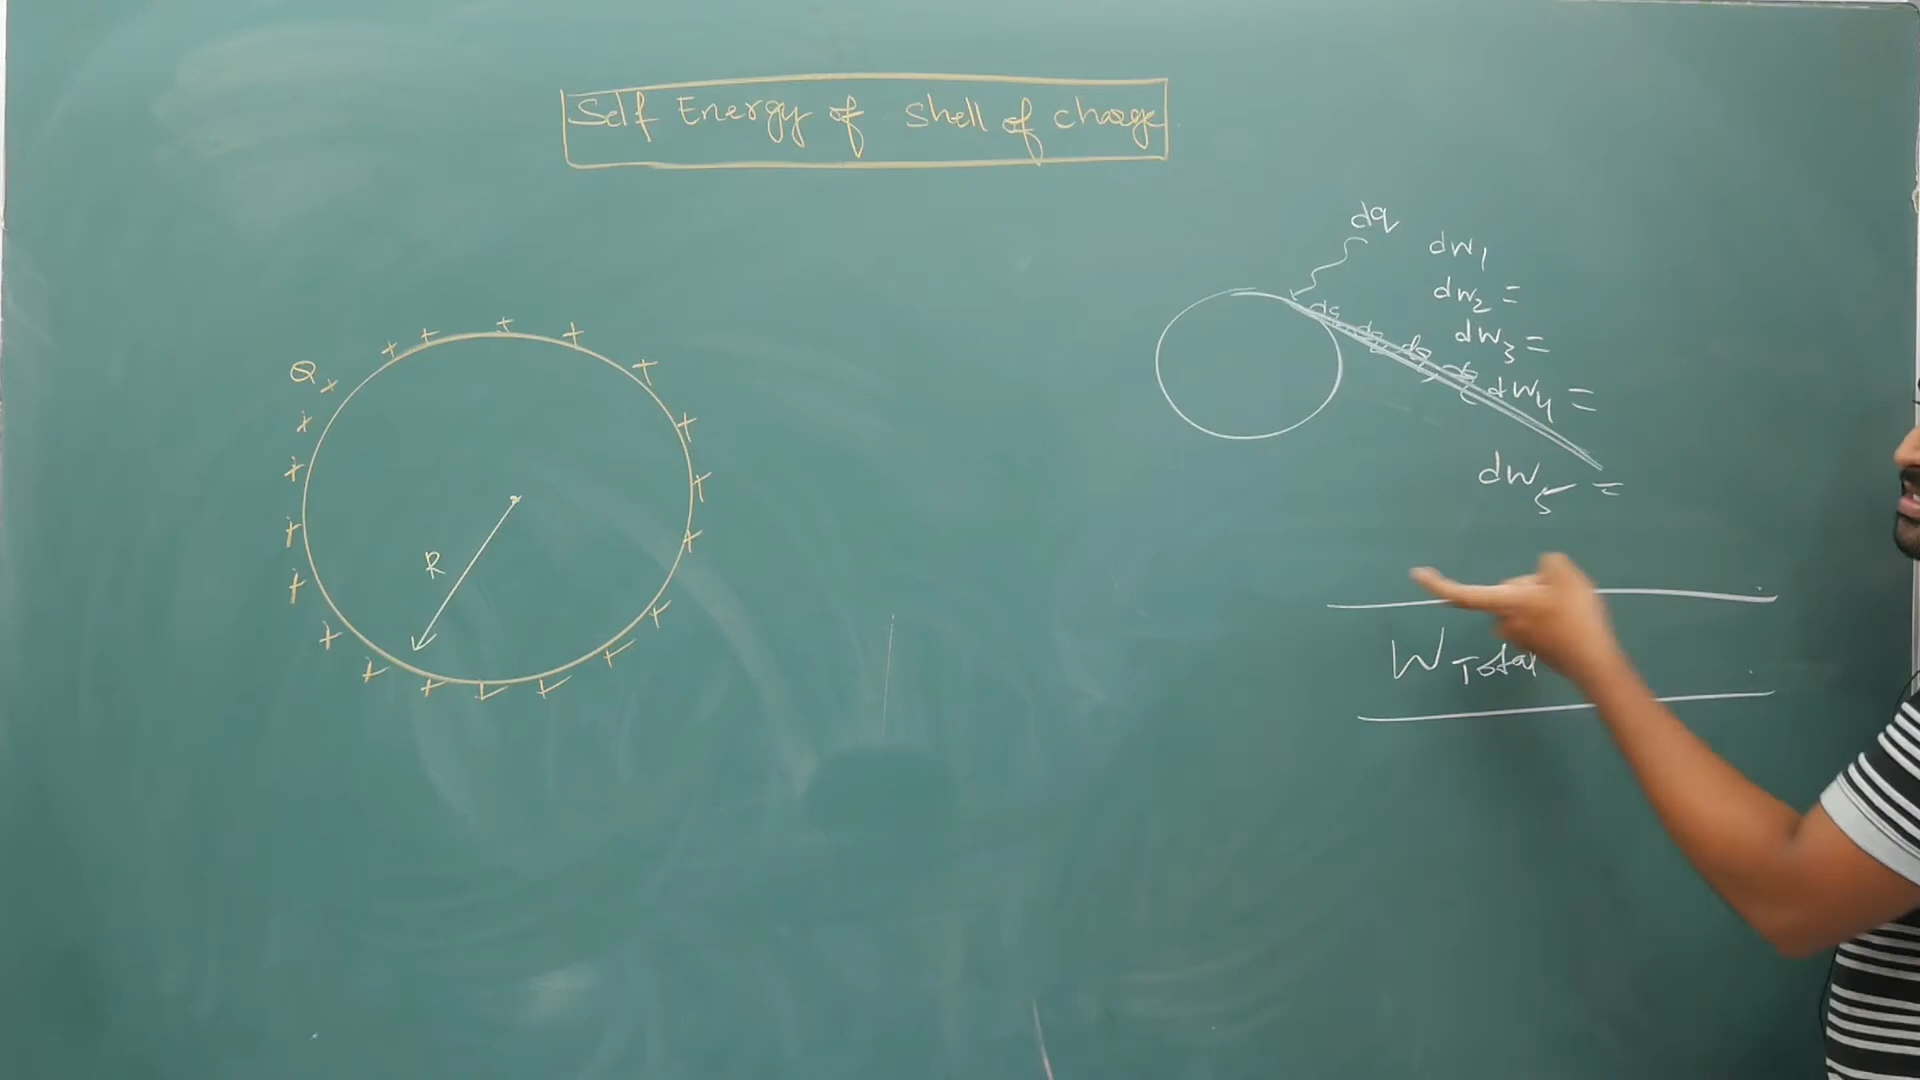 Self Energy of Shell of charge
dq
dw1
dw2 =
dq dq dq dq
dw3 =
dw4 =
dw5 =
Q
R
W Total
+ + + + + + + + + + + + + + + + + + + + +